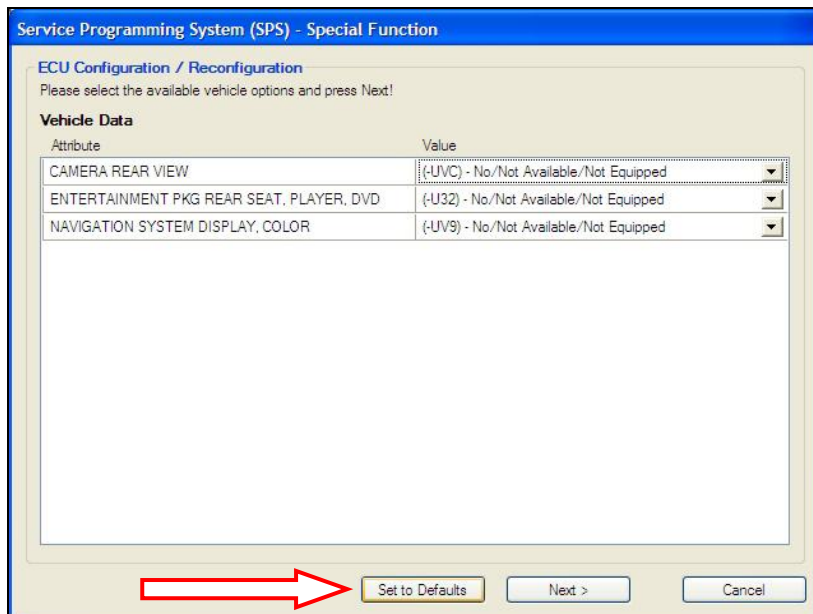 Service Programming System (SPS) - Special Function
ECU Configuration / Reconfiguration
Please select the available vehicle options and press Next!
Vehicle Data
Attribute Value
CAMERA REAR VIEW (-UVC) - No/Not Available/Not Equipped
ENTERTAINMENT PKG REAR SEAT, PLAYER, DVD (-U32) - No/Not Available/Not Equipped
NAVIGATION SYSTEM DISPLAY, COLOR (-UV9) - No/Not Available/Not Equipped
Set to Defaults Next > Cancel